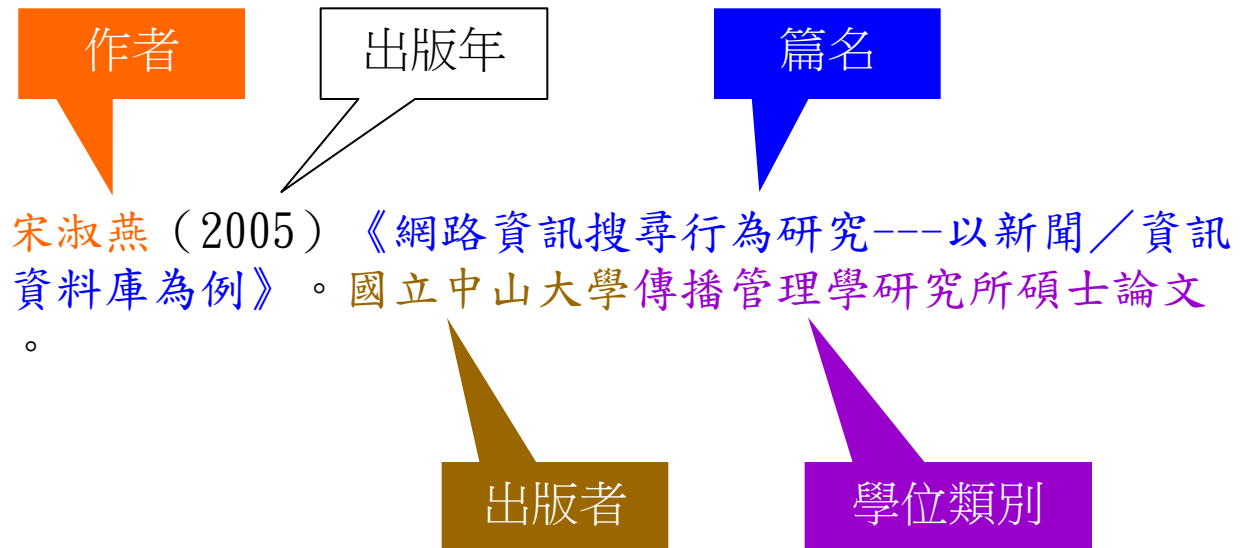 作者
出版年
篇名
宋淑燕（2005）《網路資訊搜尋行為研究---以新聞／資訊
資料庫為例》。國立中山大學傳播管理學研究所碩士論文
。
出版者
學位類別